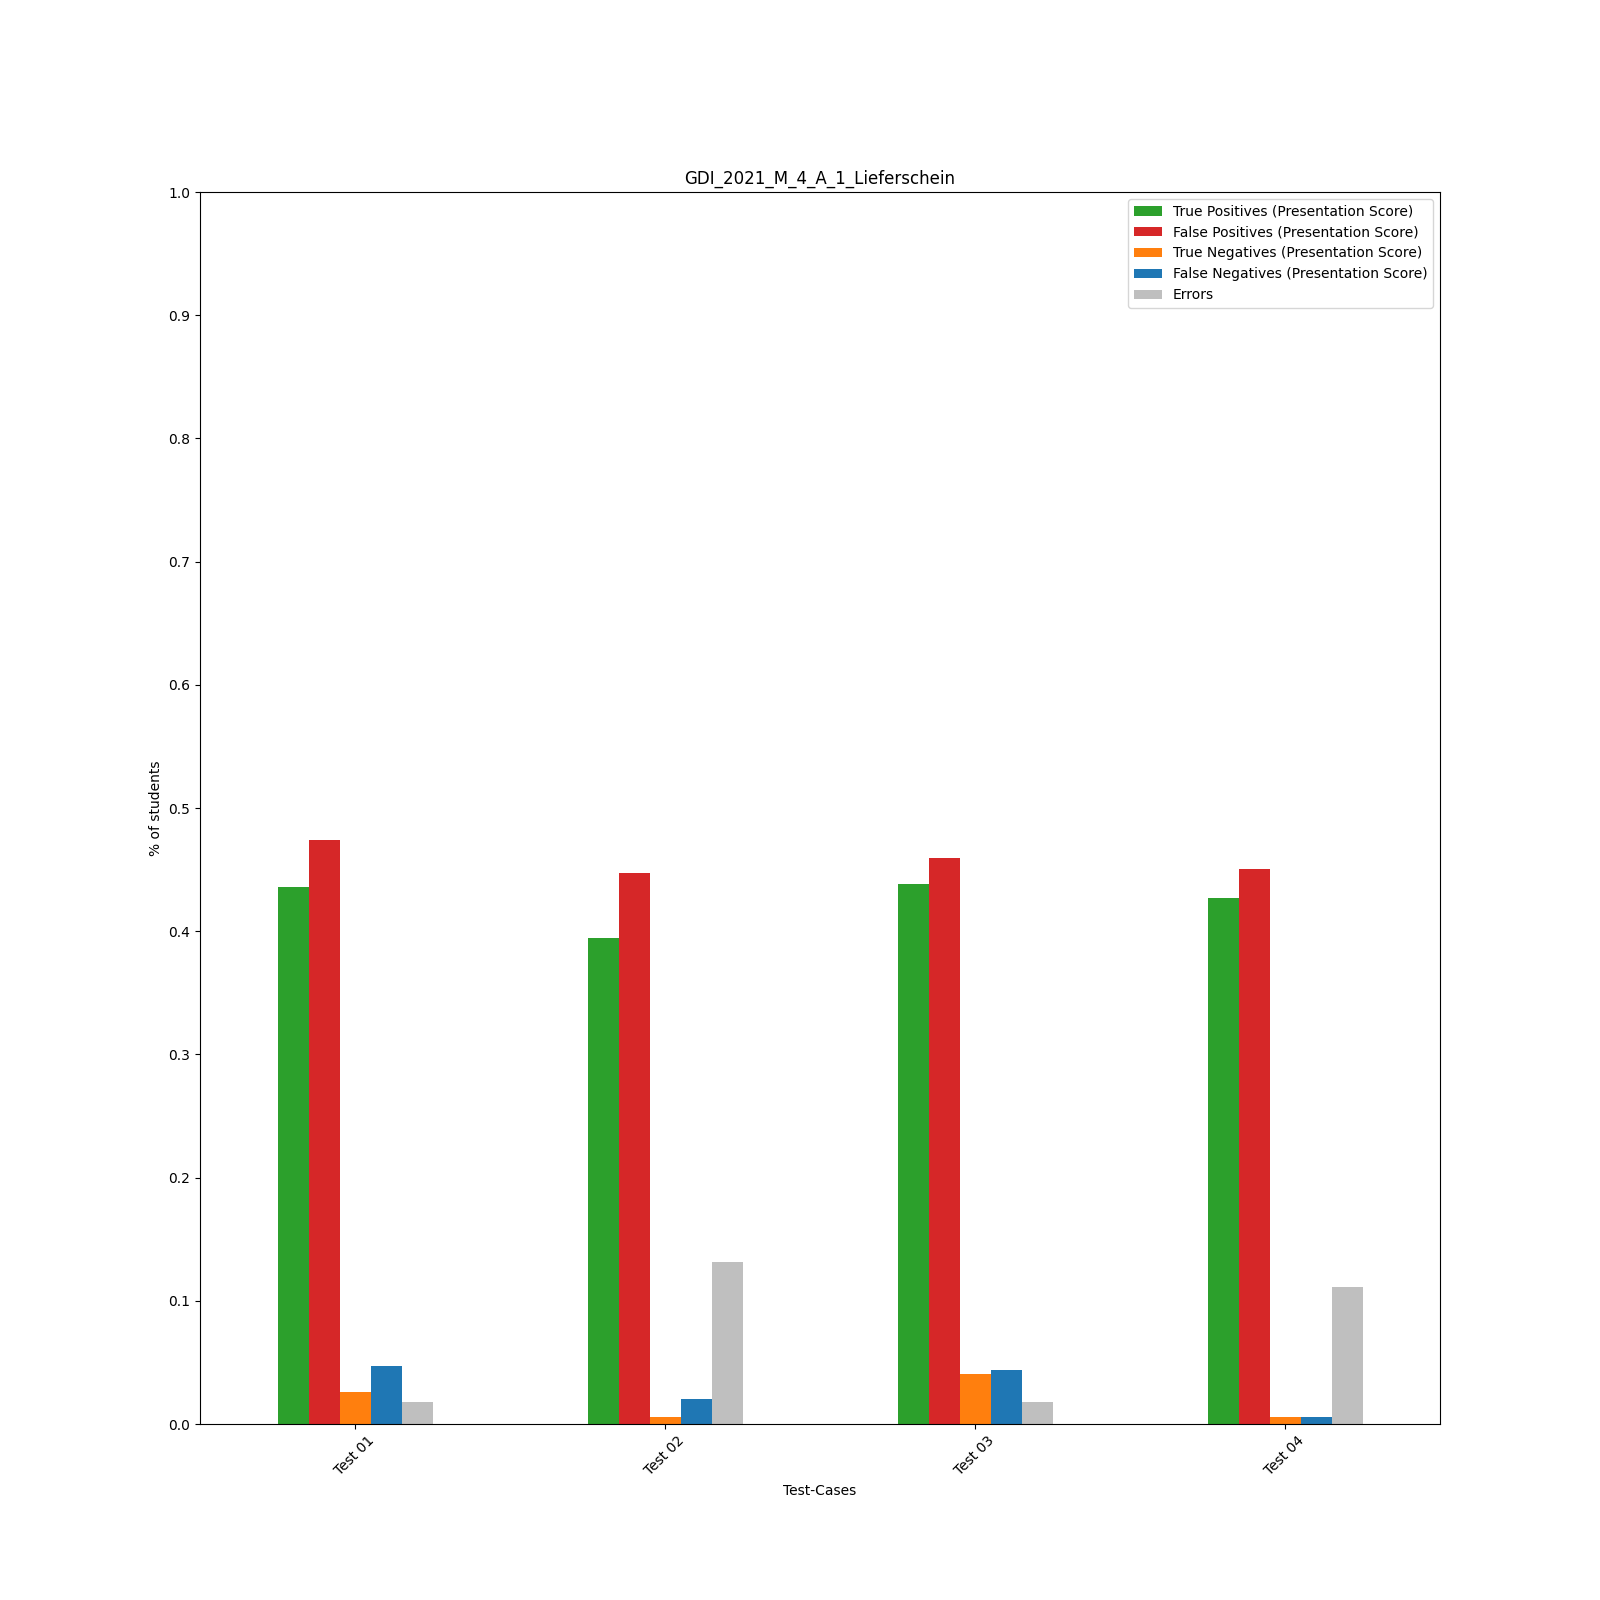 GDI_2021_M_4_A_1_Lieferschein
True Positives (Presentation Score)
False Positives (Presentation Score)
True Negatives (Presentation Score)
False Negatives (Presentation Score)
Errors
1.0
0.9
0.8
0.7
0.6
0.5
0.4
0.3
0.2
0.1
0.0
% of students
Test 01
Test 02
Test 03
Test 04
Test-Cases